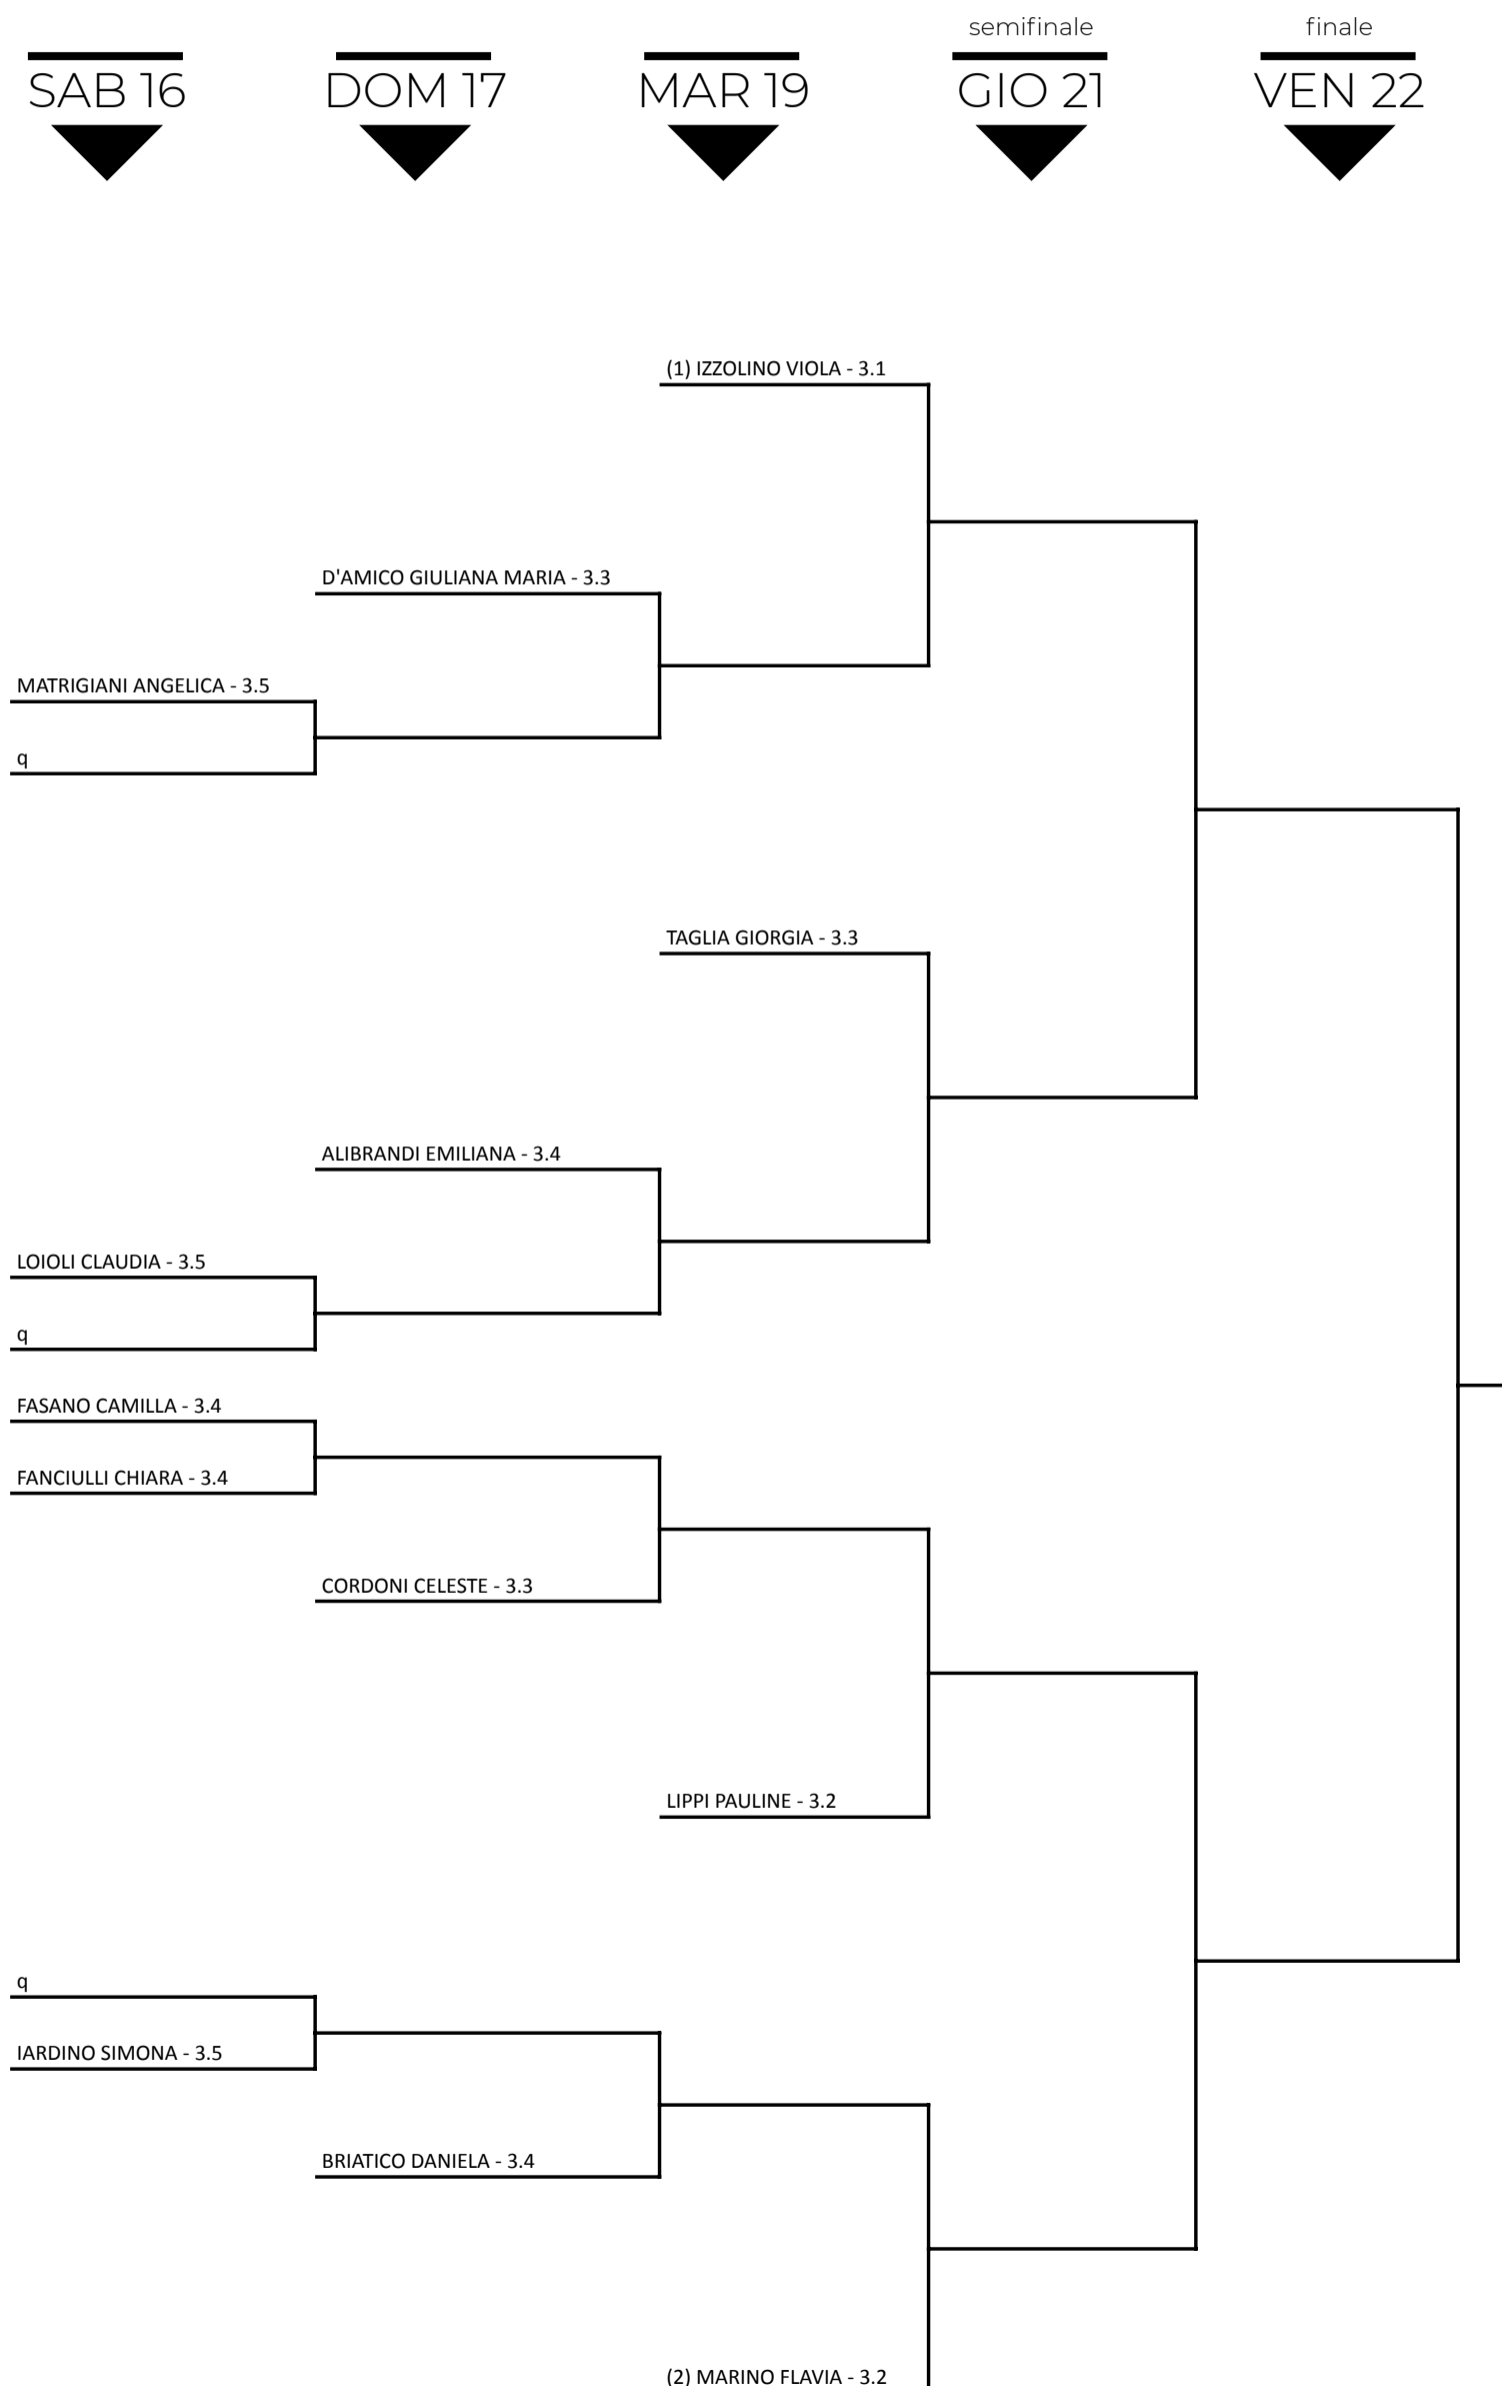 semifinale
finale
SAB 16
DOM 17
MAR 19
GIO 21
VEN 22
(1) IZZOLINO VIOLA - 3.1
D'AMICO GIULIANA MARIA - 3.3
MATRIGIANI ANGELICA - 3.5
q
TAGLIA GIORGIA - 3.3
ALIBRANDI EMILIANA - 3.4
LOIOLI CLAUDIA - 3.5
q
FASANO CAMILLA - 3.4
FANCIULLI CHIARA - 3.4
CORDONI CELESTE - 3.3
LIPPI PAULINE - 3.2
q
IARDINO SIMONA - 3.5
BRIATICO DANIELA - 3.4
(2) MARINO FLAVIA - 3.2